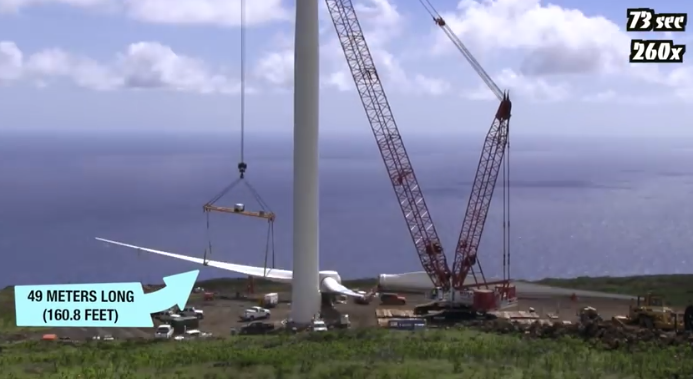 73 sec
260x
49 METERS LONG
(160.8 FEET)